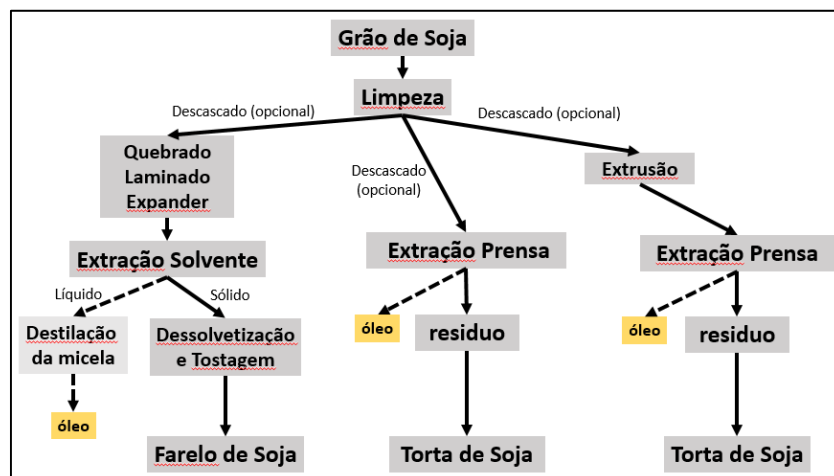 Grão de Soja
Limpeza
Descascado (opcional)
Descascado (opcional)
Quebrado
Laminado
Expander
Descascado
(opcional)
Extrusão
Extração Solvente
Extração Prensa
Extração Prensa
Líquido
Sólido
Destilação
da micela
Dessolvetização
e Tostagem
óleo
residuo
óleo
residuo
óleo
Farelo de Soja
Torta de Soja
Torta de Soja